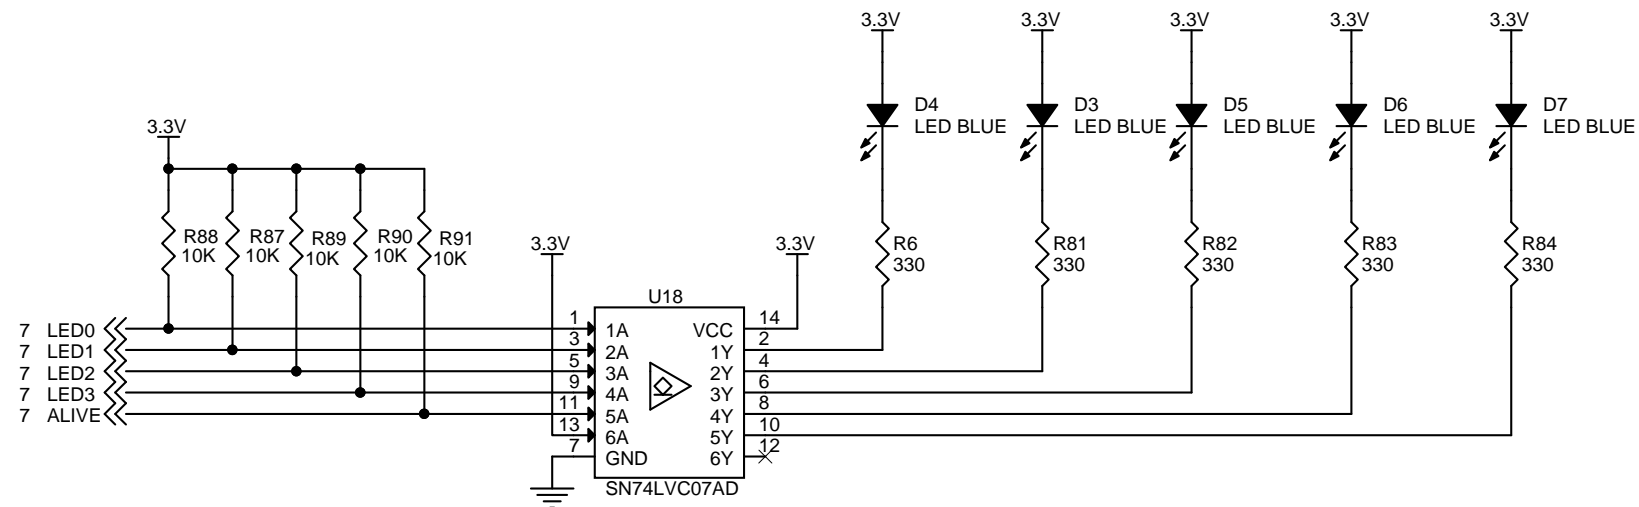 3.3V 3.3V 3.3V 3.3V 3.3V
D4 D3 D5 D6 D7
LED BLUE LED BLUE LED BLUE LED BLUE LED BLUE
3.3V
R88 R87 R89 R90 R91
10K 10K 10K 10K 10K
3.3V 3.3V
R6 R81 R82 R83 R84
330 330 330 330 330
U18
7 LED0 1 1A VCC 14
7 LED1 3 2A 1Y 2
7 LED2 5 3A 2Y 4
7 LED3 9 4A 3Y 6
7 ALIVE 11 5A 4Y 8
13 6A 5Y 10
7 GND 6Y 12
SN74LVC07AD